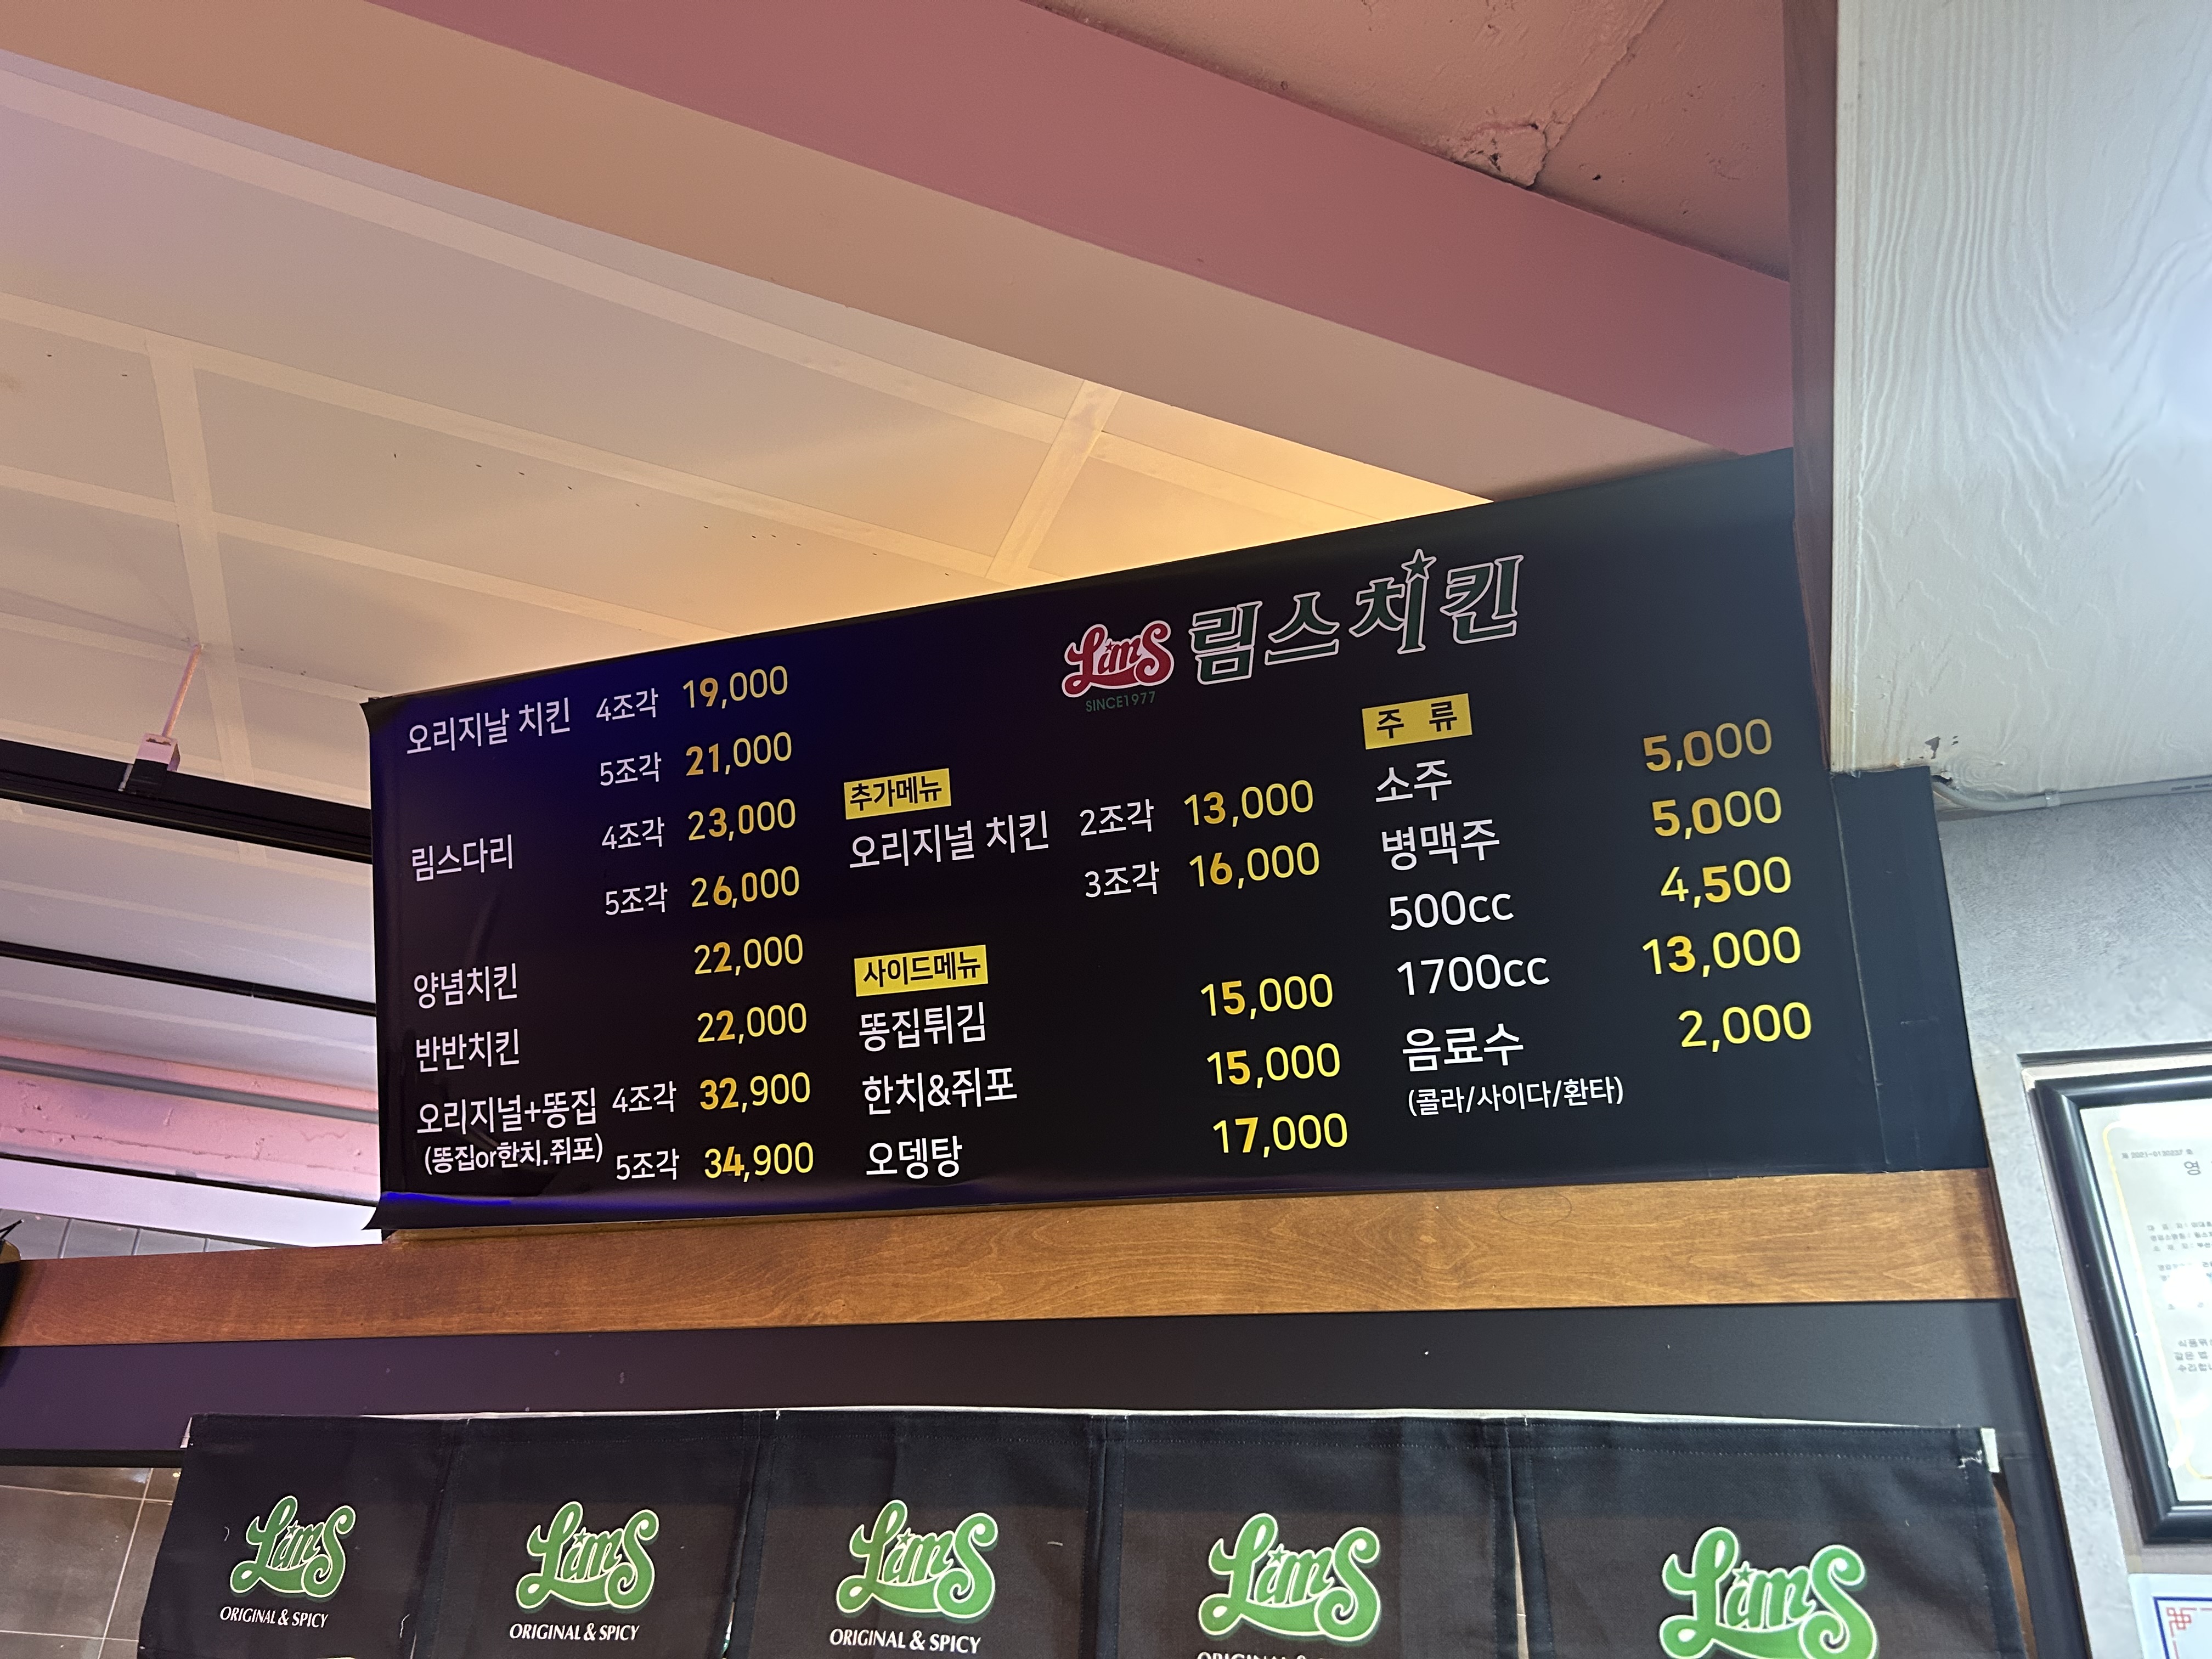 Lims 림스치킨
SINCE1977
오리지날 치킨 4조각 19,000
5조각 21,000
림스다리 4조각 23,000
5조각 26,000
양념치킨 22,000
반반치킨 22,000
오리지널+똥집 4조각 32,900
(똥집or한치.쥐포) 5조각 34,900
추가메뉴
오리지널 치킨 2조각 13,000
3조각 16,000
사이드메뉴
똥집튀김 15,000
한치&쥐포 15,000
오뎅탕 17,000
주 류
소주 5,000
병맥주 5,000
500cc 4,500
1700cc 13,000
음료수 2,000
(콜라/사이다/환타)
영
Lims
ORIGINAL & SPICY
Lims
ORIGINAL & SPICY
Lims
ORIGINAL & SPICY
Lims
Lims